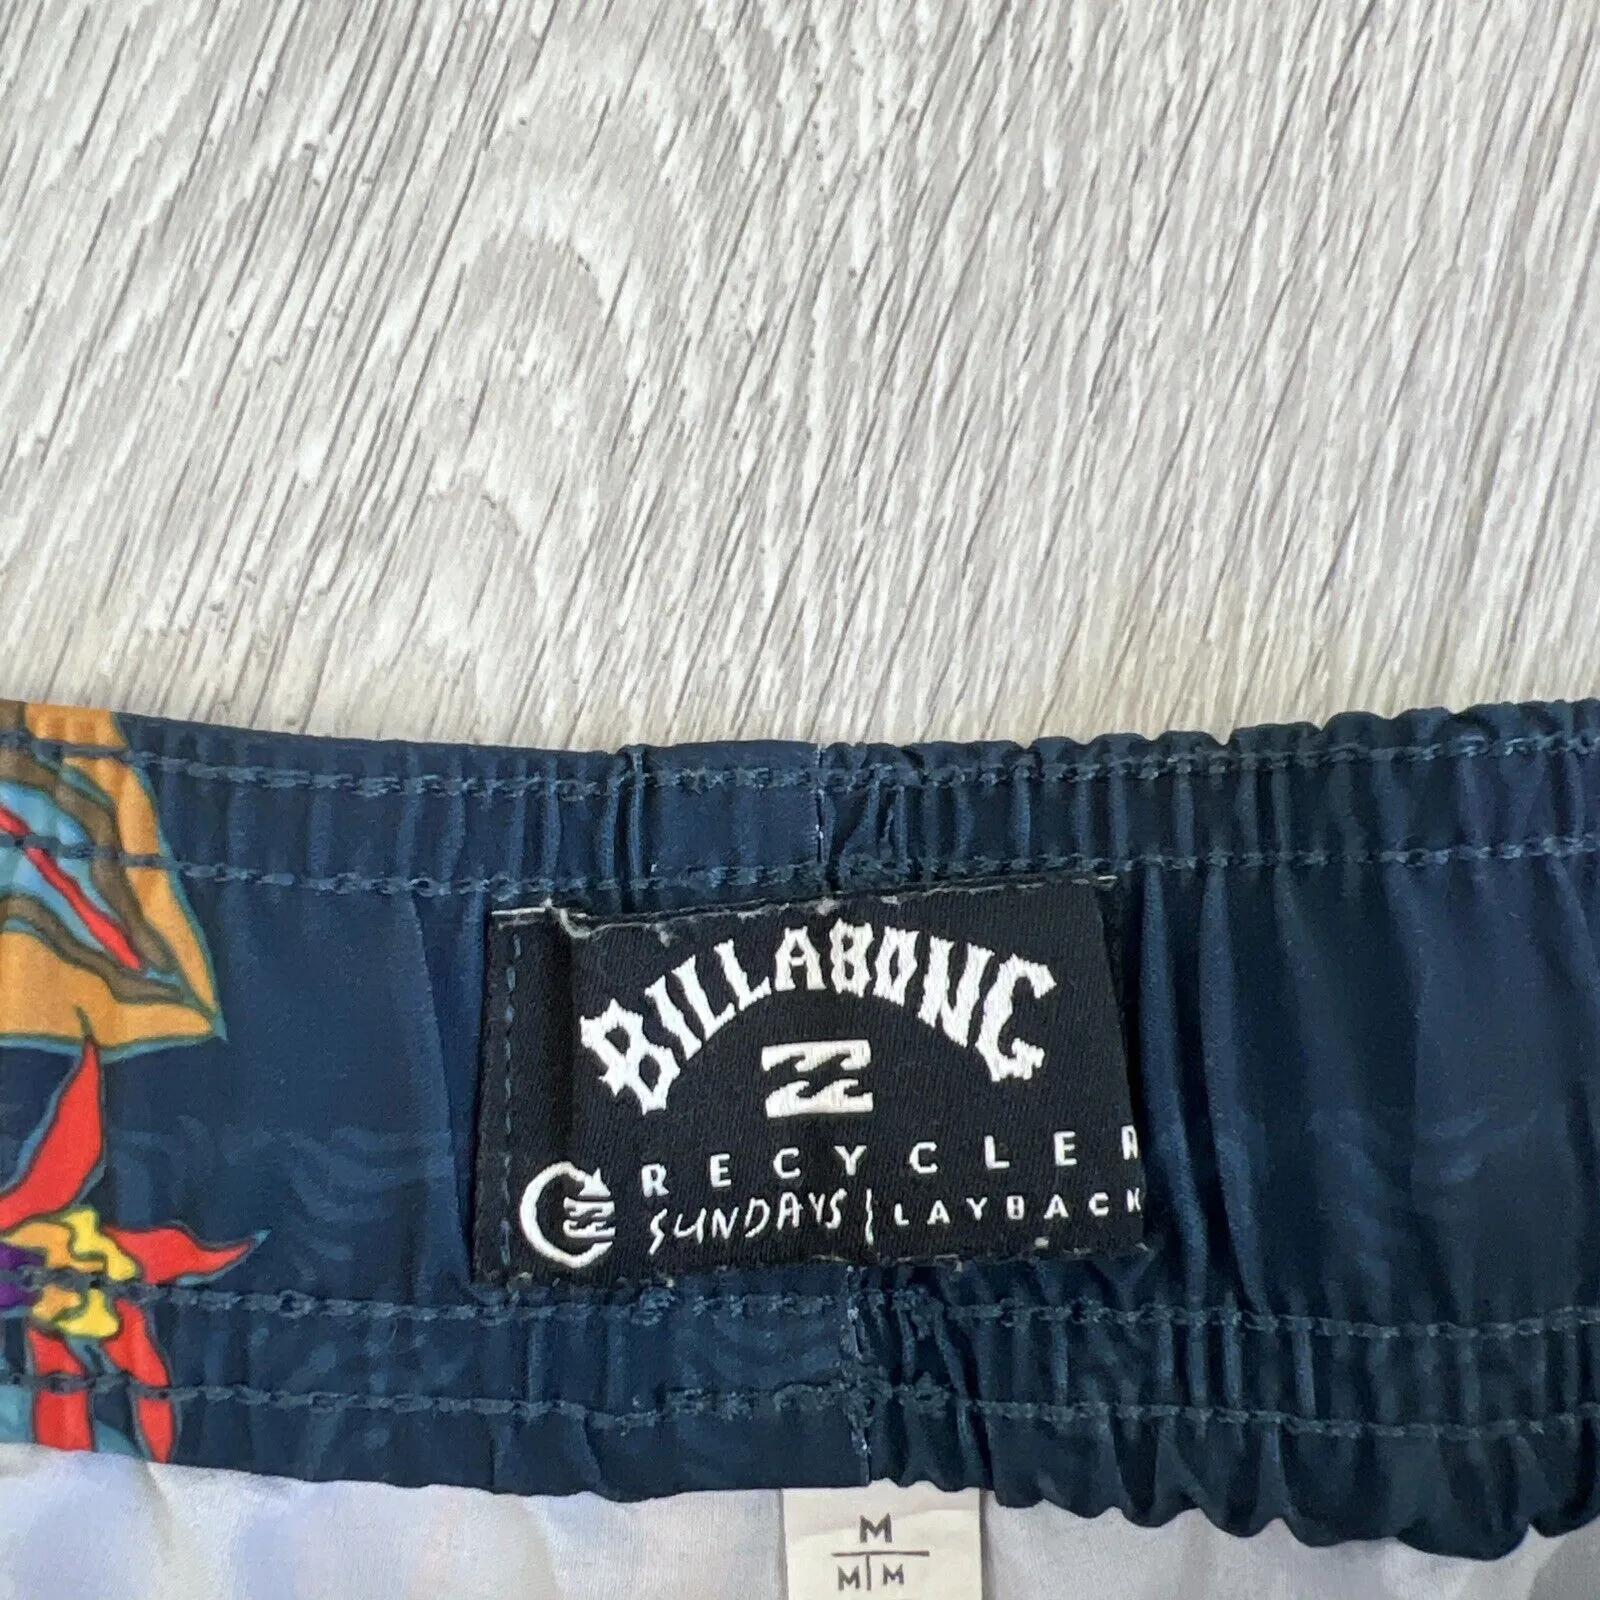 BILLABONG
RECYCLER
SUNDAYS | LAYBACK
M
M M